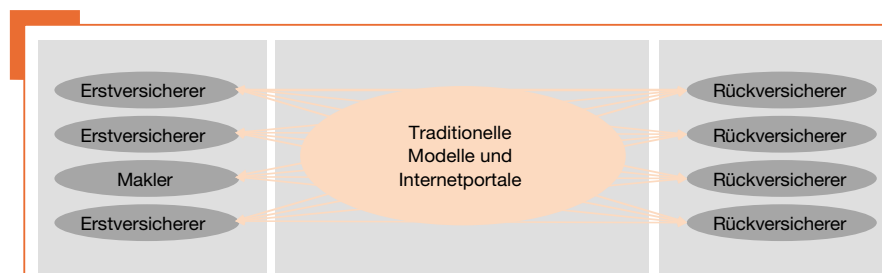 Erstversicherer
Erstversicherer
Makler
Erstversicherer
Traditionelle
Modelle und
Internetportale
Rückversicherer
Rückversicherer
Rückversicherer
Rückversicherer